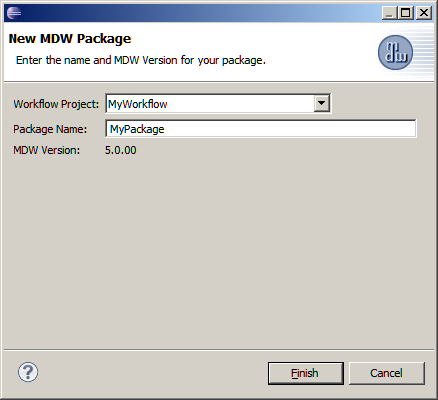 New MDW Package
Enter the name and MDW Version for your package.
Workflow Project: MyWorkflow
Package Name: MyPackage
MDW Version: 5.0.00
Finish Cancel